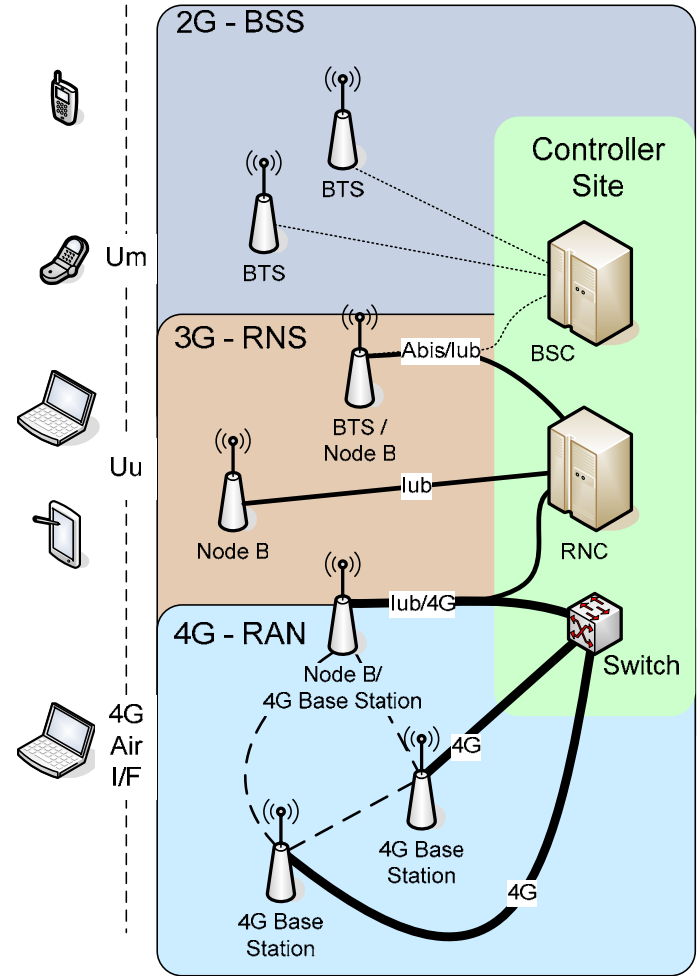 2G - BSS
Controller
Site
BTS
BTS
Um
BSC
3G - RNS
Abis/Iub
BTS /
Node B
Uu
Iub
Node B
RNC
Iub/4G
4G - RAN
Switch
Node B/
4G Base Station
4G
Air
I/F
4G
4G Base
Station
4G
4G Base
Station